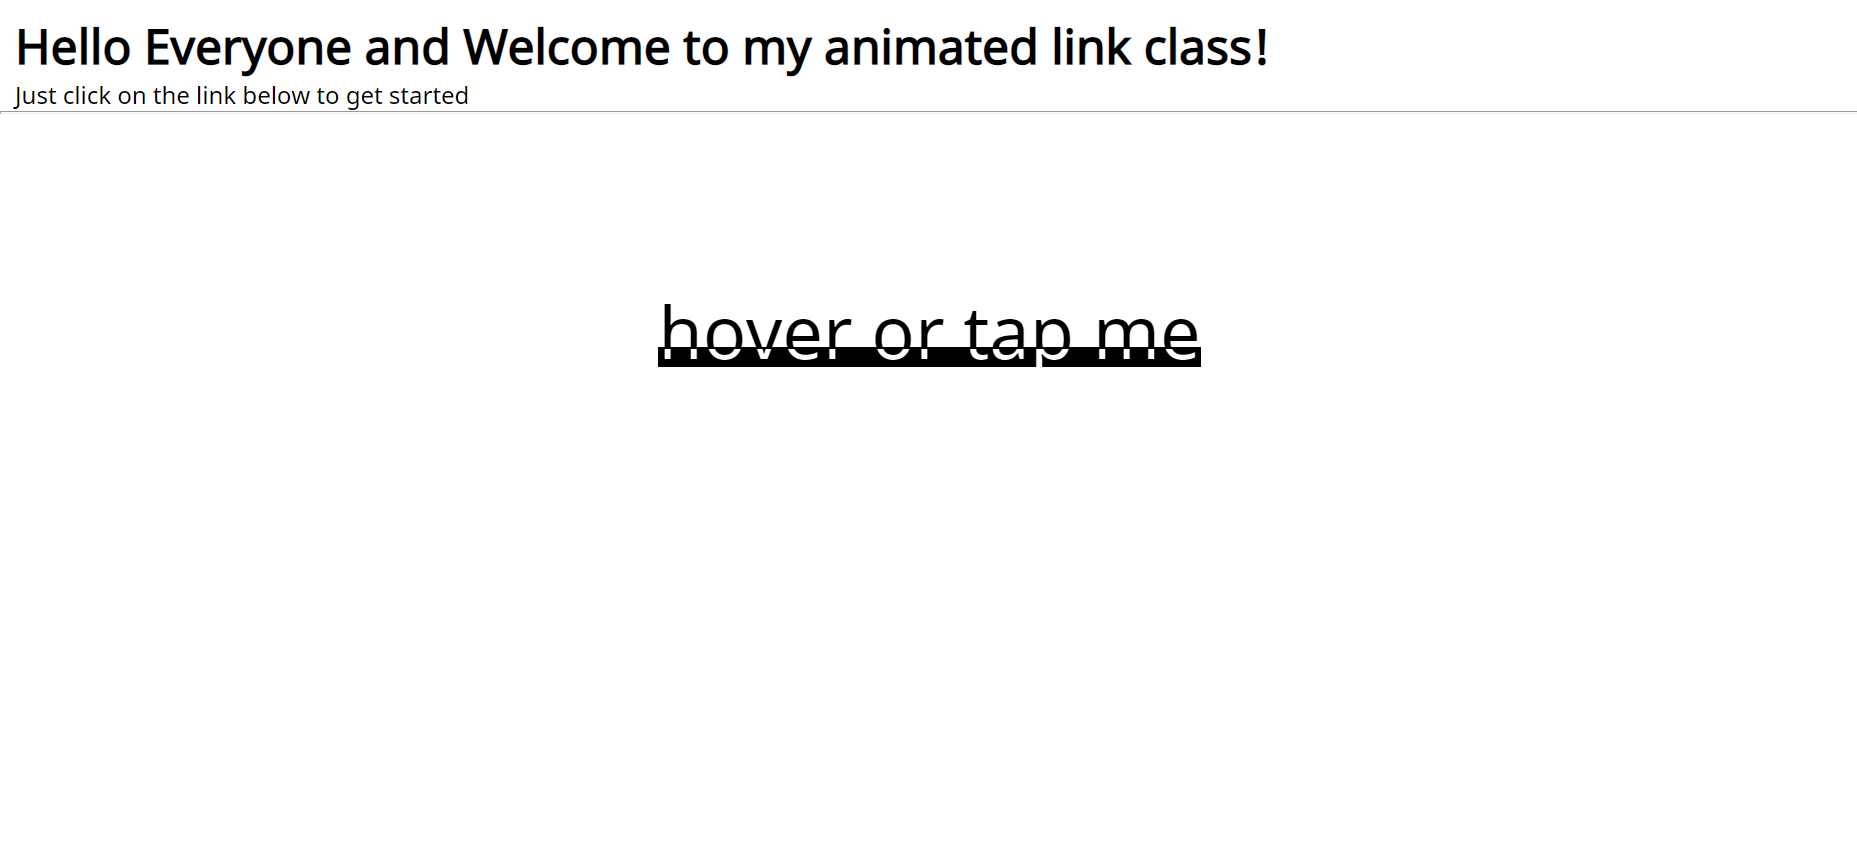 Hello Everyone and Welcome to my animated link class!
Just click on the link below to get started
hover or tap me